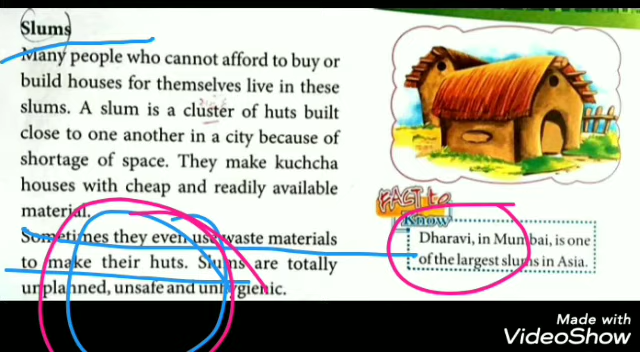 Slums
Many people who cannot afford to buy or
build houses for themselves live in these
slums. A slum is a cluster of huts built
close to one another in a city because of
shortage of space. They make kuchcha
houses with cheap and readily available
material.
Sometimes they even use waste materials
to make their huts. Slums are totally
unplanned, unsafe and unhygienic.
FACT to
Know
Dharavi, in Mumbai, is one
of the largest slums in Asia.
Made with
VideoShow